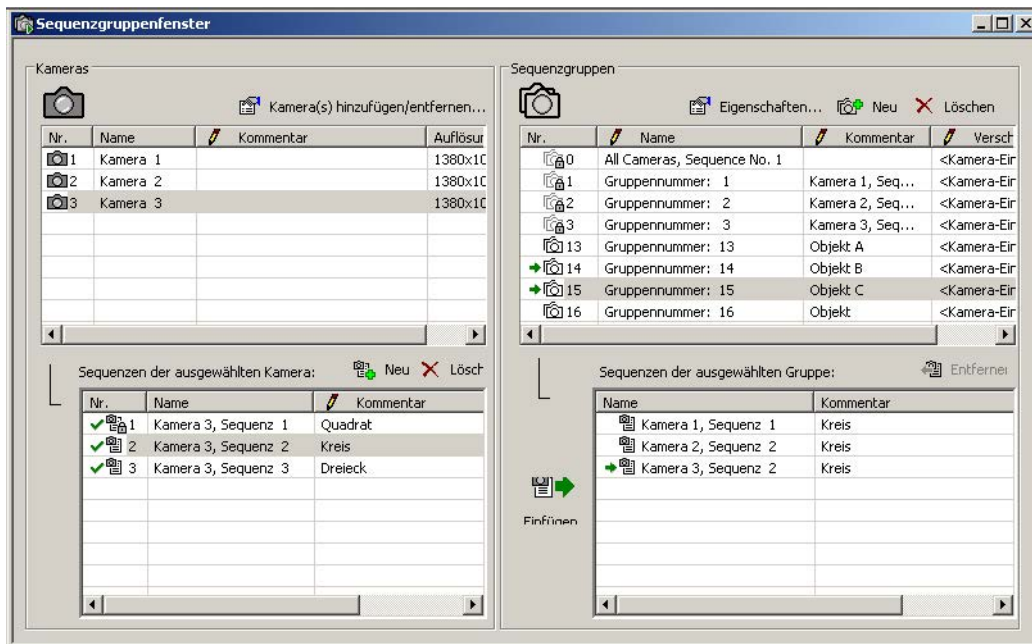 Sequenzgruppenfenster
Kameras
Kamera(s) hinzufügen/entfernen...
Nr. Name Kommentar Auflösur
1 Kamera 1 1380x10
2 Kamera 2 1380x10
3 Kamera 3 1380x10
Sequenzen der ausgewählten Kamera: Neu Lösch
Nr. Name Kommentar
1 Kamera 3, Sequenz 1 Quadrat
2 Kamera 3, Sequenz 2 Kreis
3 Kamera 3, Sequenz 3 Dreieck
Sequenzgruppen
Eigenschaften... Neu Löschen
Nr. Name Kommentar Versch
0 All Cameras, Sequence No. 1 <Kamera-Eir
1 Gruppennummer: 1 Kamera 1, Seq... <Kamera-Eir
2 Gruppennummer: 2 Kamera 2, Seq... <Kamera-Eir
3 Gruppennummer: 3 Kamera 3, Seq... <Kamera-Eir
13 Gruppennummer: 13 Objekt A <Kamera-Eir
14 Gruppennummer: 14 Objekt B <Kamera-Eir
15 Gruppennummer: 15 Objekt C <Kamera-Eir
16 Gruppennummer: 16 Objekt <Kamera-Eir
Sequenzen der ausgewählten Gruppe: Entferner
Name Kommentar
Kamera 1, Sequenz 1 Kreis
Kamera 2, Sequenz 2 Kreis
Kamera 3, Sequenz 2 Kreis
Einfügen